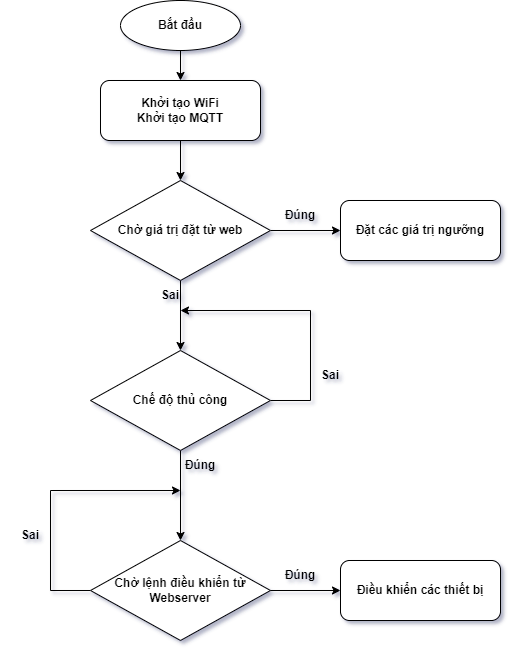 Bắt đầu
Khởi tạo WiFi
Khởi tạo MQTT
Chờ giá trị đặt từ web
Đúng
Đặt các giá trị ngưỡng
Sai
Chế độ thủ công
Sai
Đúng
Sai
Chờ lệnh điều khiển từ
Webserver
Đúng
Điều khiển các thiết bị